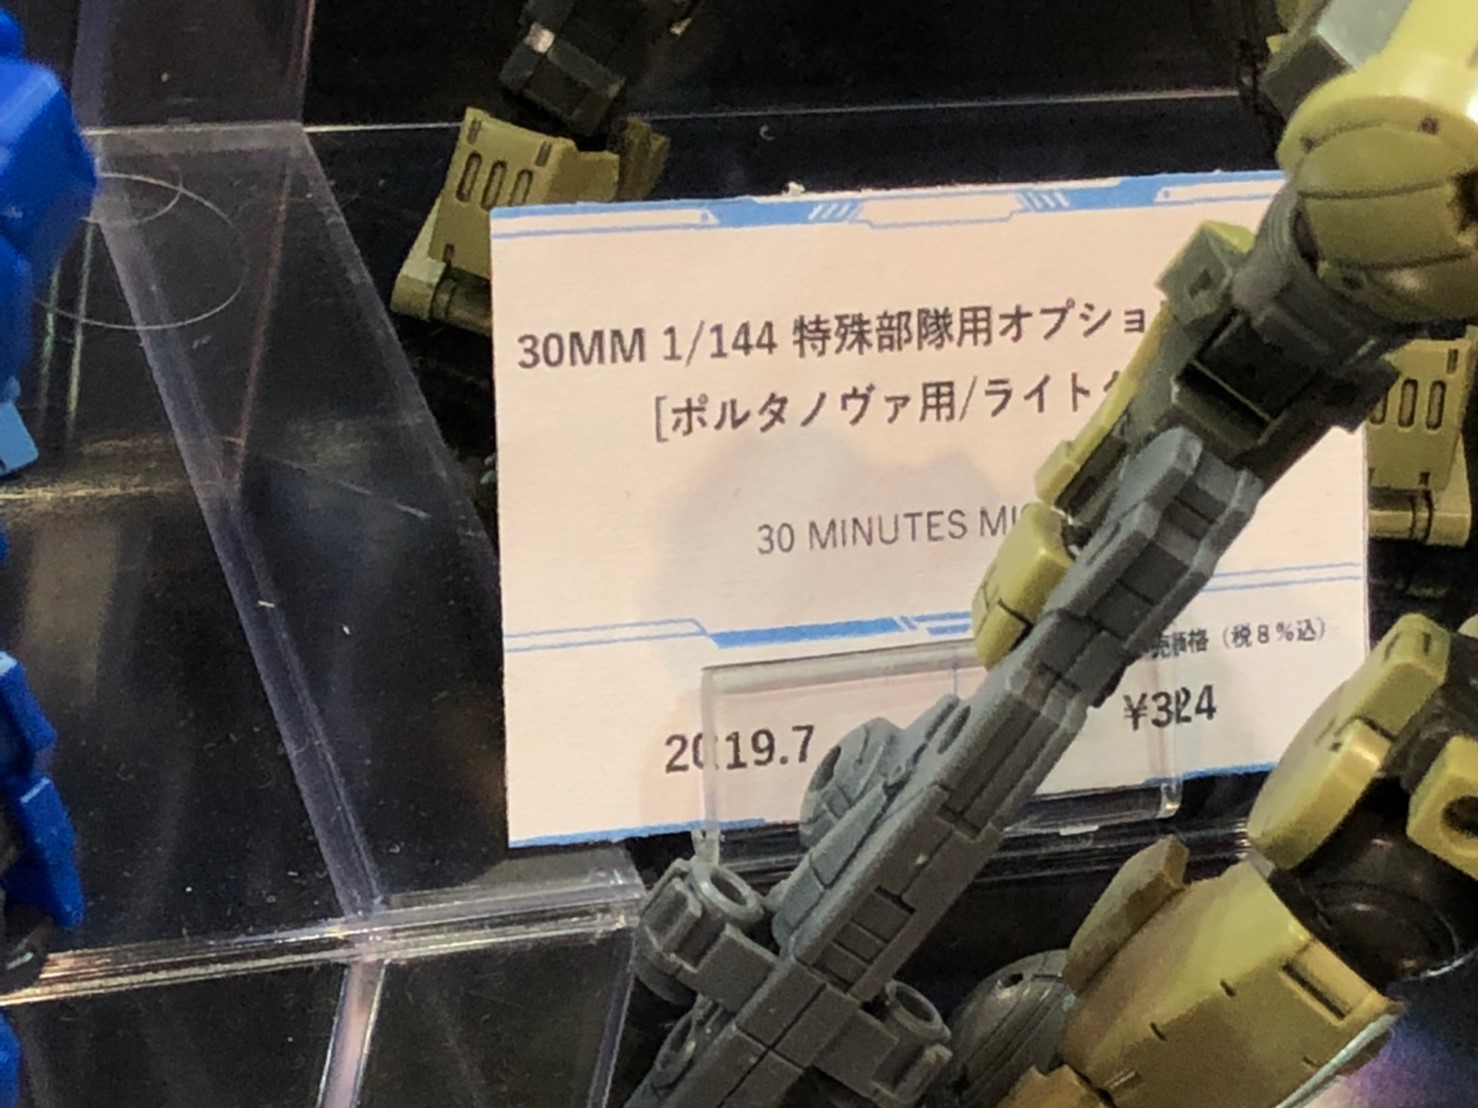 30MM 1/144 特殊部隊用オプショ
[ポルタノヴァ用/ライト
30 MINUTES
売価格（税8%込）
2019.7
¥324